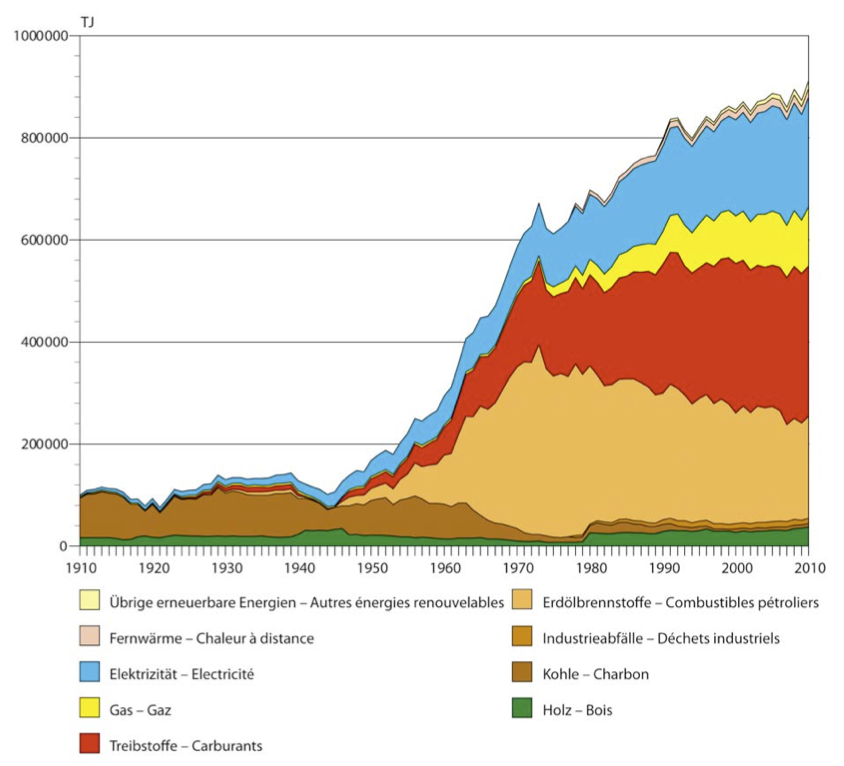 TJ
1000000
800000
600000
400000
200000
0
1910 1920 1930 1940 1950 1960 1970 1980 1990 2000 2010
Übrige erneuerbare Energien – Autres énergies renouvelables
Fernwärme – Chaleur à distance
Elektrizität – Electricité
Gas – Gaz
Treibstoffe – Carburants
Erdölbrennstoffe – Combustibles pétroliers
Industrieabfälle – Déchets industriels
Kohle – Charbon
Holz – Bois